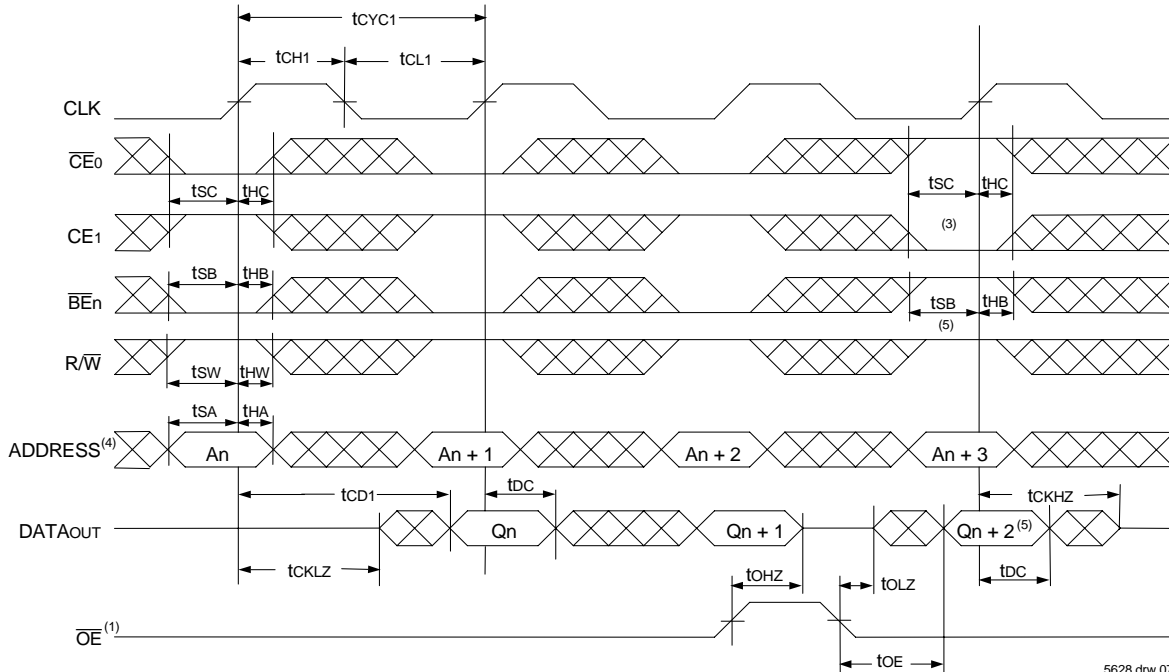 tCYC1
tCH1 tCL1
CLK
CE0
tSC tHC tSC tHC
CE1 (3)
tSB tHB
BEn tSB tHB
(5)
R/W
tSW tHW
tSA tHA
ADDRESS(4) An An + 1 An + 2 An + 3
tCD1 tDC tCKHZ
DATAOUT Qn Qn + 1 Qn + 2(5)
tCKLZ tOHZ tOLZ tDC
OE(1)
tOE
5628 drw 07